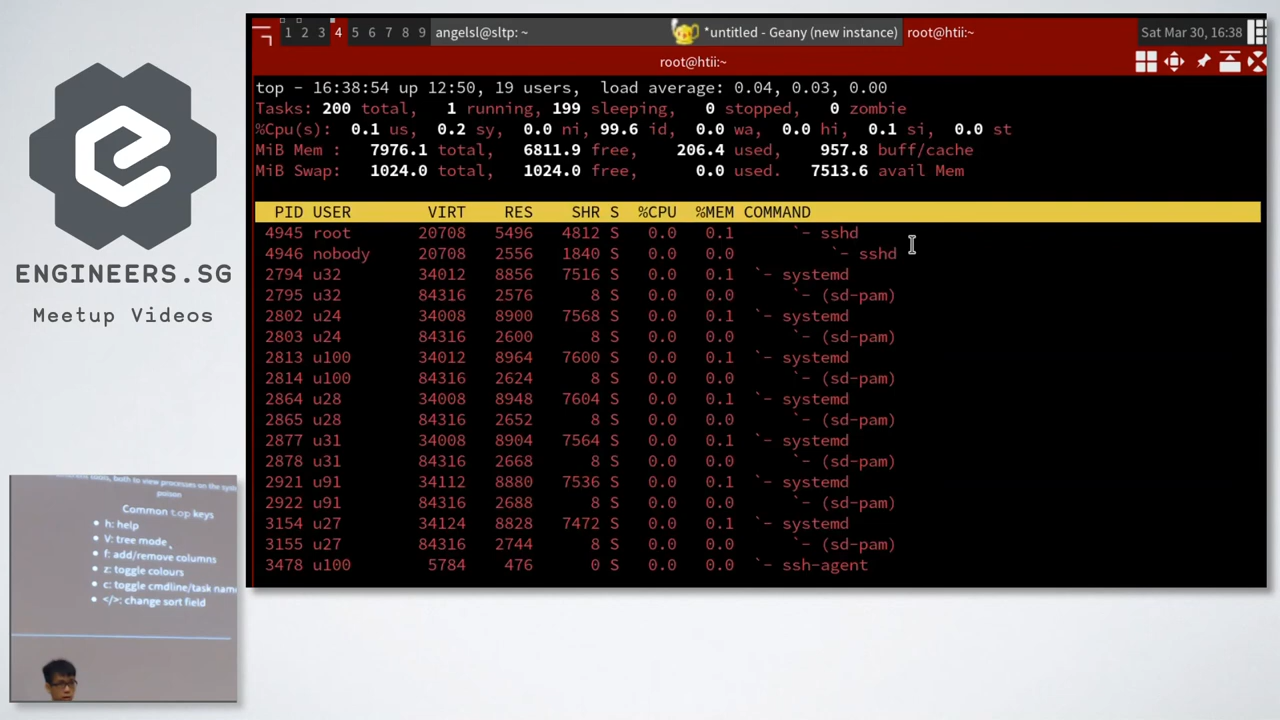 1 2 3 4 5 6 7 8 9 angelsl@sltp: ~ *untitled - Geany (new instance) root@htii:~ Sat Mar 30, 16:38
root@htii:~
top - 16:38:54 up 12:50, 19 users, load average: 0.04, 0.03, 0.00
Tasks: 200 total, 1 running, 199 sleeping, 0 stopped, 0 zombie
%Cpu(s): 0.1 us, 0.2 sy, 0.0 ni, 99.6 id, 0.0 wa, 0.0 hi, 0.1 si, 0.0 st
MiB Mem : 7976.1 total, 6811.9 free, 206.4 used, 957.8 buff/cache
MiB Swap: 1024.0 total, 1024.0 free, 0.0 used. 7513.6 avail Mem
PID USER VIRT RES SHR S %CPU %MEM COMMAND
4945 root 20708 5496 4812 S 0.0 0.1 `- sshd
4946 nobody 20708 2556 1840 S 0.0 0.0 `- sshd
2794 u32 34012 8856 7516 S 0.0 0.1 `- systemd
2795 u32 84316 2576 8 S 0.0 0.0 `- (sd-pam)
2802 u24 34008 8900 7568 S 0.0 0.1 `- systemd
2803 u24 84316 2600 8 S 0.0 0.0 `- (sd-pam)
2813 u100 34012 8964 7600 S 0.0 0.1 `- systemd
2814 u100 84316 2624 8 S 0.0 0.0 `- (sd-pam)
2864 u28 34008 8948 7604 S 0.0 0.1 `- systemd
2865 u28 84316 2652 8 S 0.0 0.0 `- (sd-pam)
2877 u31 34008 8904 7564 S 0.0 0.1 `- systemd
2878 u31 84316 2668 8 S 0.0 0.0 `- (sd-pam)
2921 u91 34112 8880 7536 S 0.0 0.1 `- systemd
2922 u91 84316 2688 8 S 0.0 0.0 `- (sd-pam)
3154 u27 34124 8828 7472 S 0.0 0.1 `- systemd
3155 u27 84316 2744 8 S 0.0 0.0 `- (sd-pam)
3478 u100 5784 476 0 S 0.0 0.0 `- ssh-agent
ENGINEERS.SG
Meetup Videos
tools, both to view processes on the
poison
Common top keys
• h: help
• V: tree mode
• f: add/remove columns
• z: toggle colours
• c: toggle cmdline/task name
• </>: change sort field